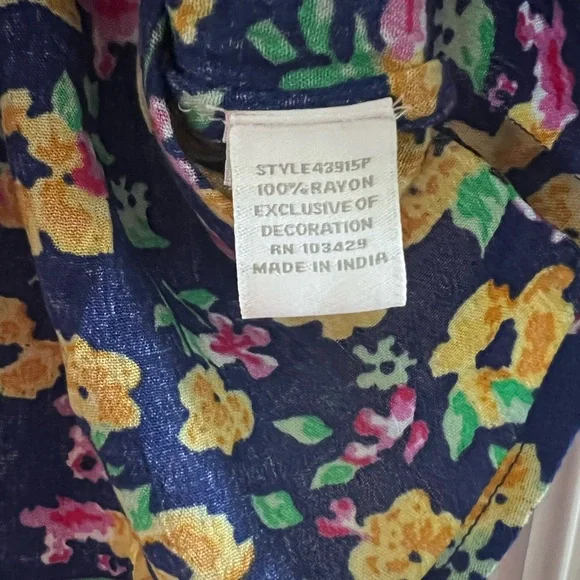 STYLE43915P
100%RAYON
EXCLUSIVE OF
DECORATION
RN 103429
MADE IN INDIA